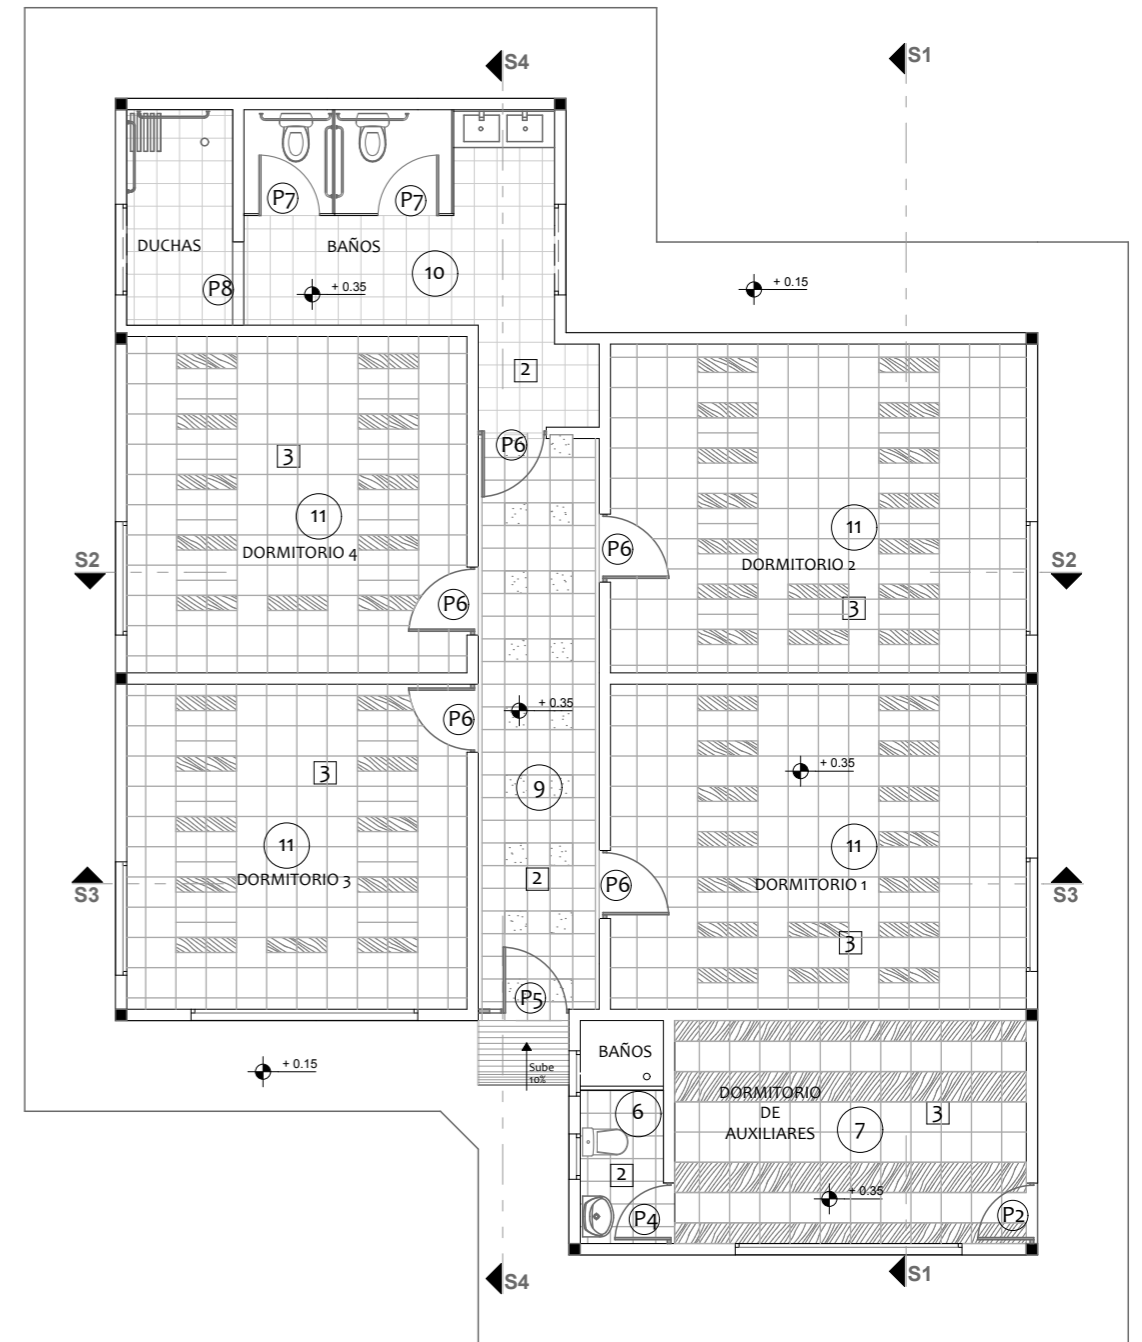 S4
S1
P7
P7
DUCHAS
BAÑOS
10
P8
+ 0.35
+ 0.15
2
P6
3
11
DORMITORIO 4
11
DORMITORIO 2
P6
S2
S2
P6
3
P6
+ 0.35
3
+ 0.35
9
11
DORMITORIO 3
11
DORMITORIO 1
2
P6
S3
S3
3
P5
+ 0.15
Sube
10%
BAÑOS
6
DORMITORIO
DE
AUXILIARES
7
3
2
+ 0.35
P4
P2
S4
S1